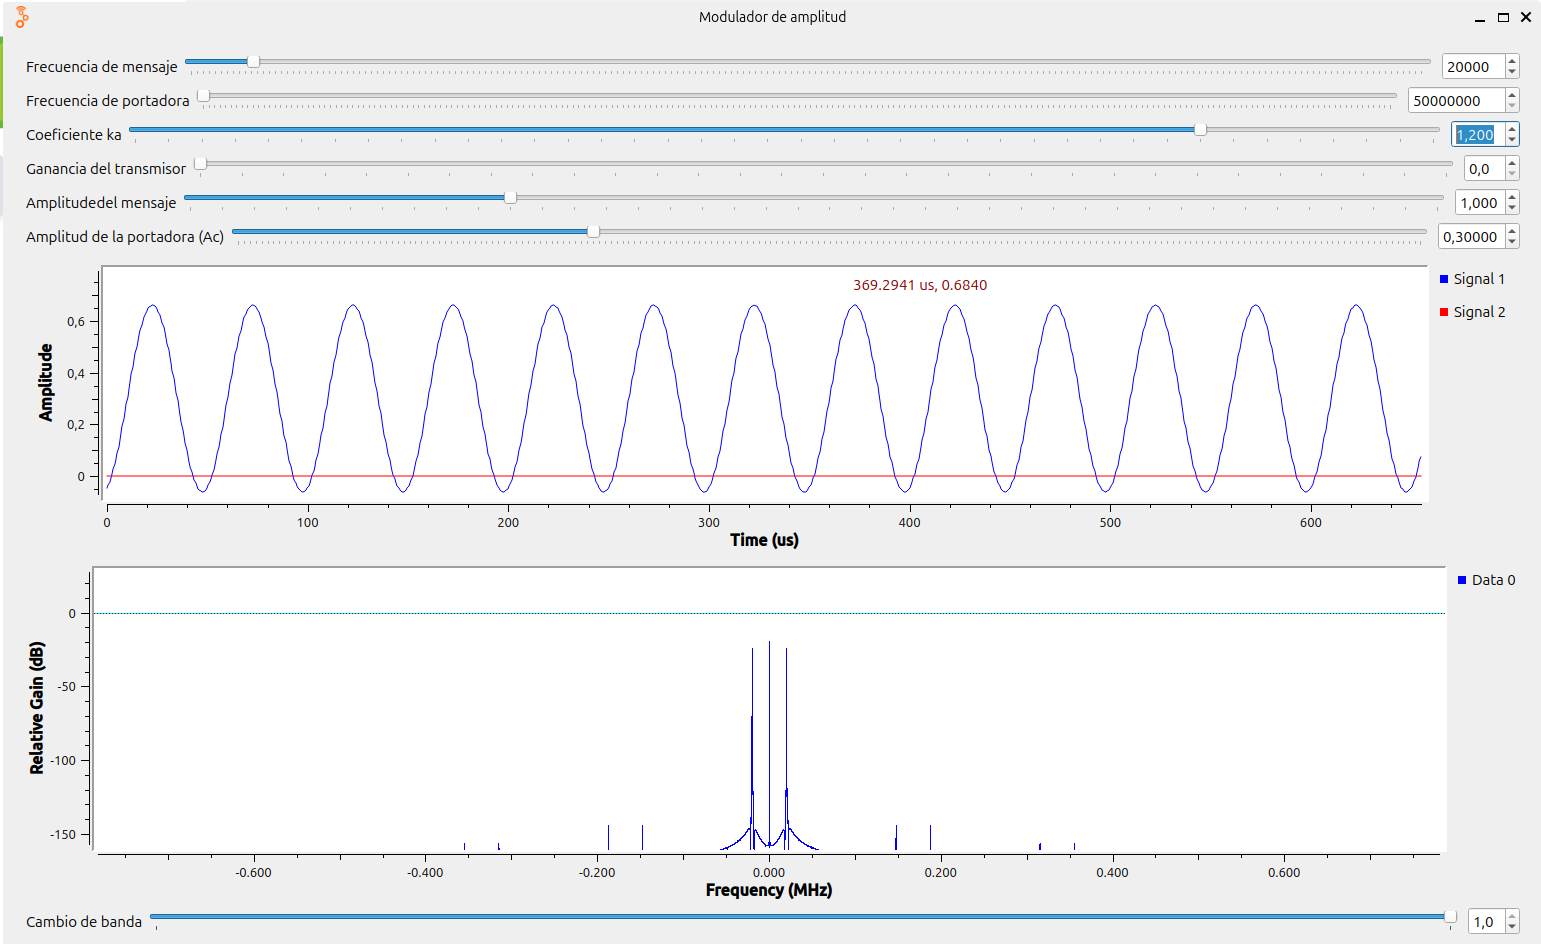 Modulador de amplitud
Frecuencia de mensaje 20000
Frecuencia de portadora 50000000
Coeficiente ka 1,200
Ganancia del transmisor 0,0
Amplitudedel mensaje 1,000
Amplitud de la portadora (Ac) 0,30000
369.2941 us, 0.6840
Signal 1
Signal 2
Amplitude
0,6
0,4
0,2
0
0 100 200 300 400 500 600
Time (us)
Data 0
Relative Gain (dB)
0
-50
-100
-150
-0.600 -0.400 -0.200 0.000 0.200 0.400 0.600
Frequency (MHz)
Cambio de banda 1,0